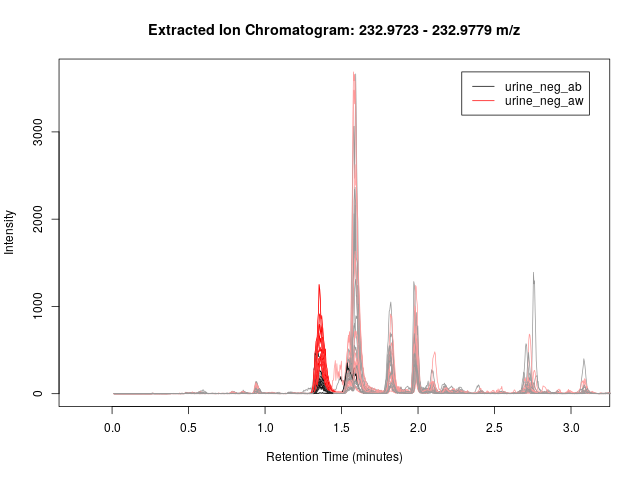 Extracted Ion Chromatogram: 232.9723 - 232.9779 m/z
urine_neg_ab
urine_neg_aw
Intensity
3000
2000
1000
0
0.0 0.5 1.0 1.5 2.0 2.5 3.0
Retention Time (minutes)